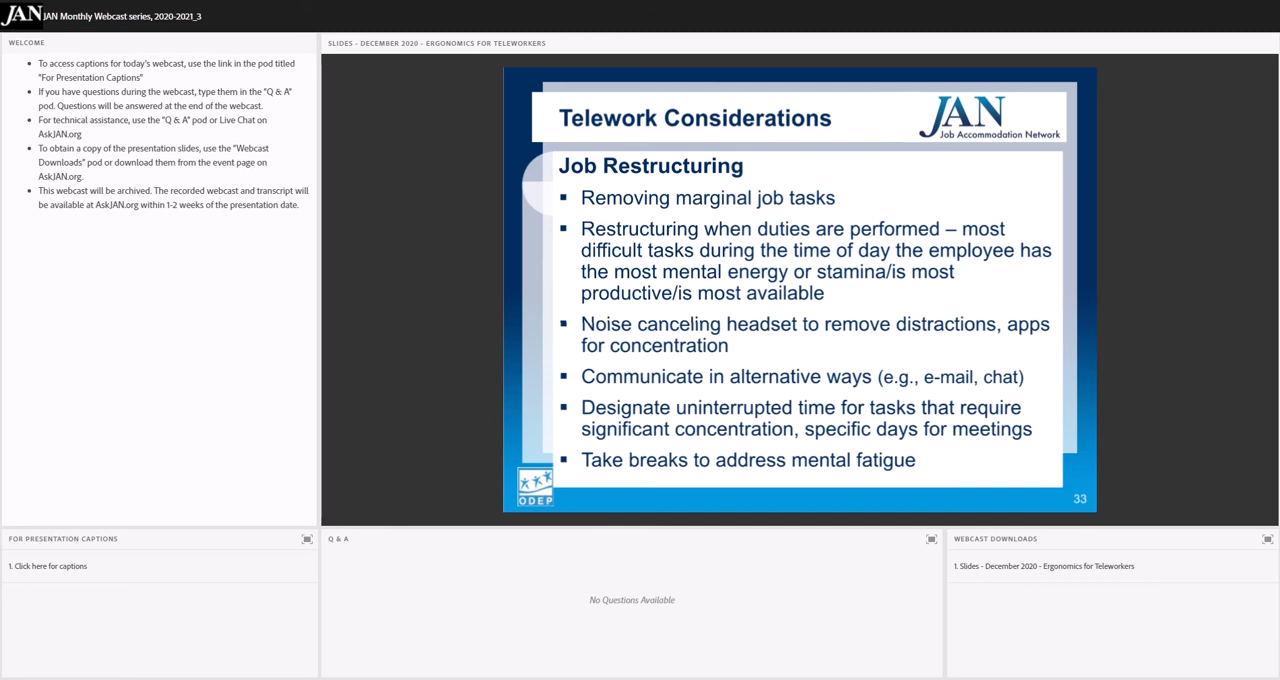 JAN JAN Monthly Webcast series, 2020-2021_3
WELCOME
• To access captions for today's webcast, use the link in the pod titled
"For Presentation Captions"
• If you have questions during the webcast, type them in the "Q & A"
pod. Questions will be answered at the end of the webcast.
• For technical assistance, use the "Q & A" pod or Live Chat on
AskJAN.org
• To obtain a copy of the presentation slides, use the "Webcast
Downloads" pod or download them from the event page on
AskJAN.org.
• This webcast will be archived. The recorded webcast and transcript will
be available at AskJAN.org within 1-2 weeks of the presentation date.
SLIDES - DECEMBER 2020 - ERGONOMICS FOR TELEWORKERS
Telework Considerations
JAN
Job Accommodation Network
Job Restructuring
▪ Removing marginal job tasks
▪ Restructuring when duties are performed – most
difficult tasks during the time of day the employee has
the most mental energy or stamina/is most
productive/is most available
▪ Noise canceling headset to remove distractions, apps
for concentration
▪ Communicate in alternative ways (e.g., e-mail, chat)
▪ Designate uninterrupted time for tasks that require
significant concentration, specific days for meetings
▪ Take breaks to address mental fatigue
ODEP
33
FOR PRESENTATION CAPTIONS
1. Click here for captions
Q & A
No Questions Available
WEBCAST DOWNLOADS
1. Slides - December 2020 - Ergonomics for Teleworkers